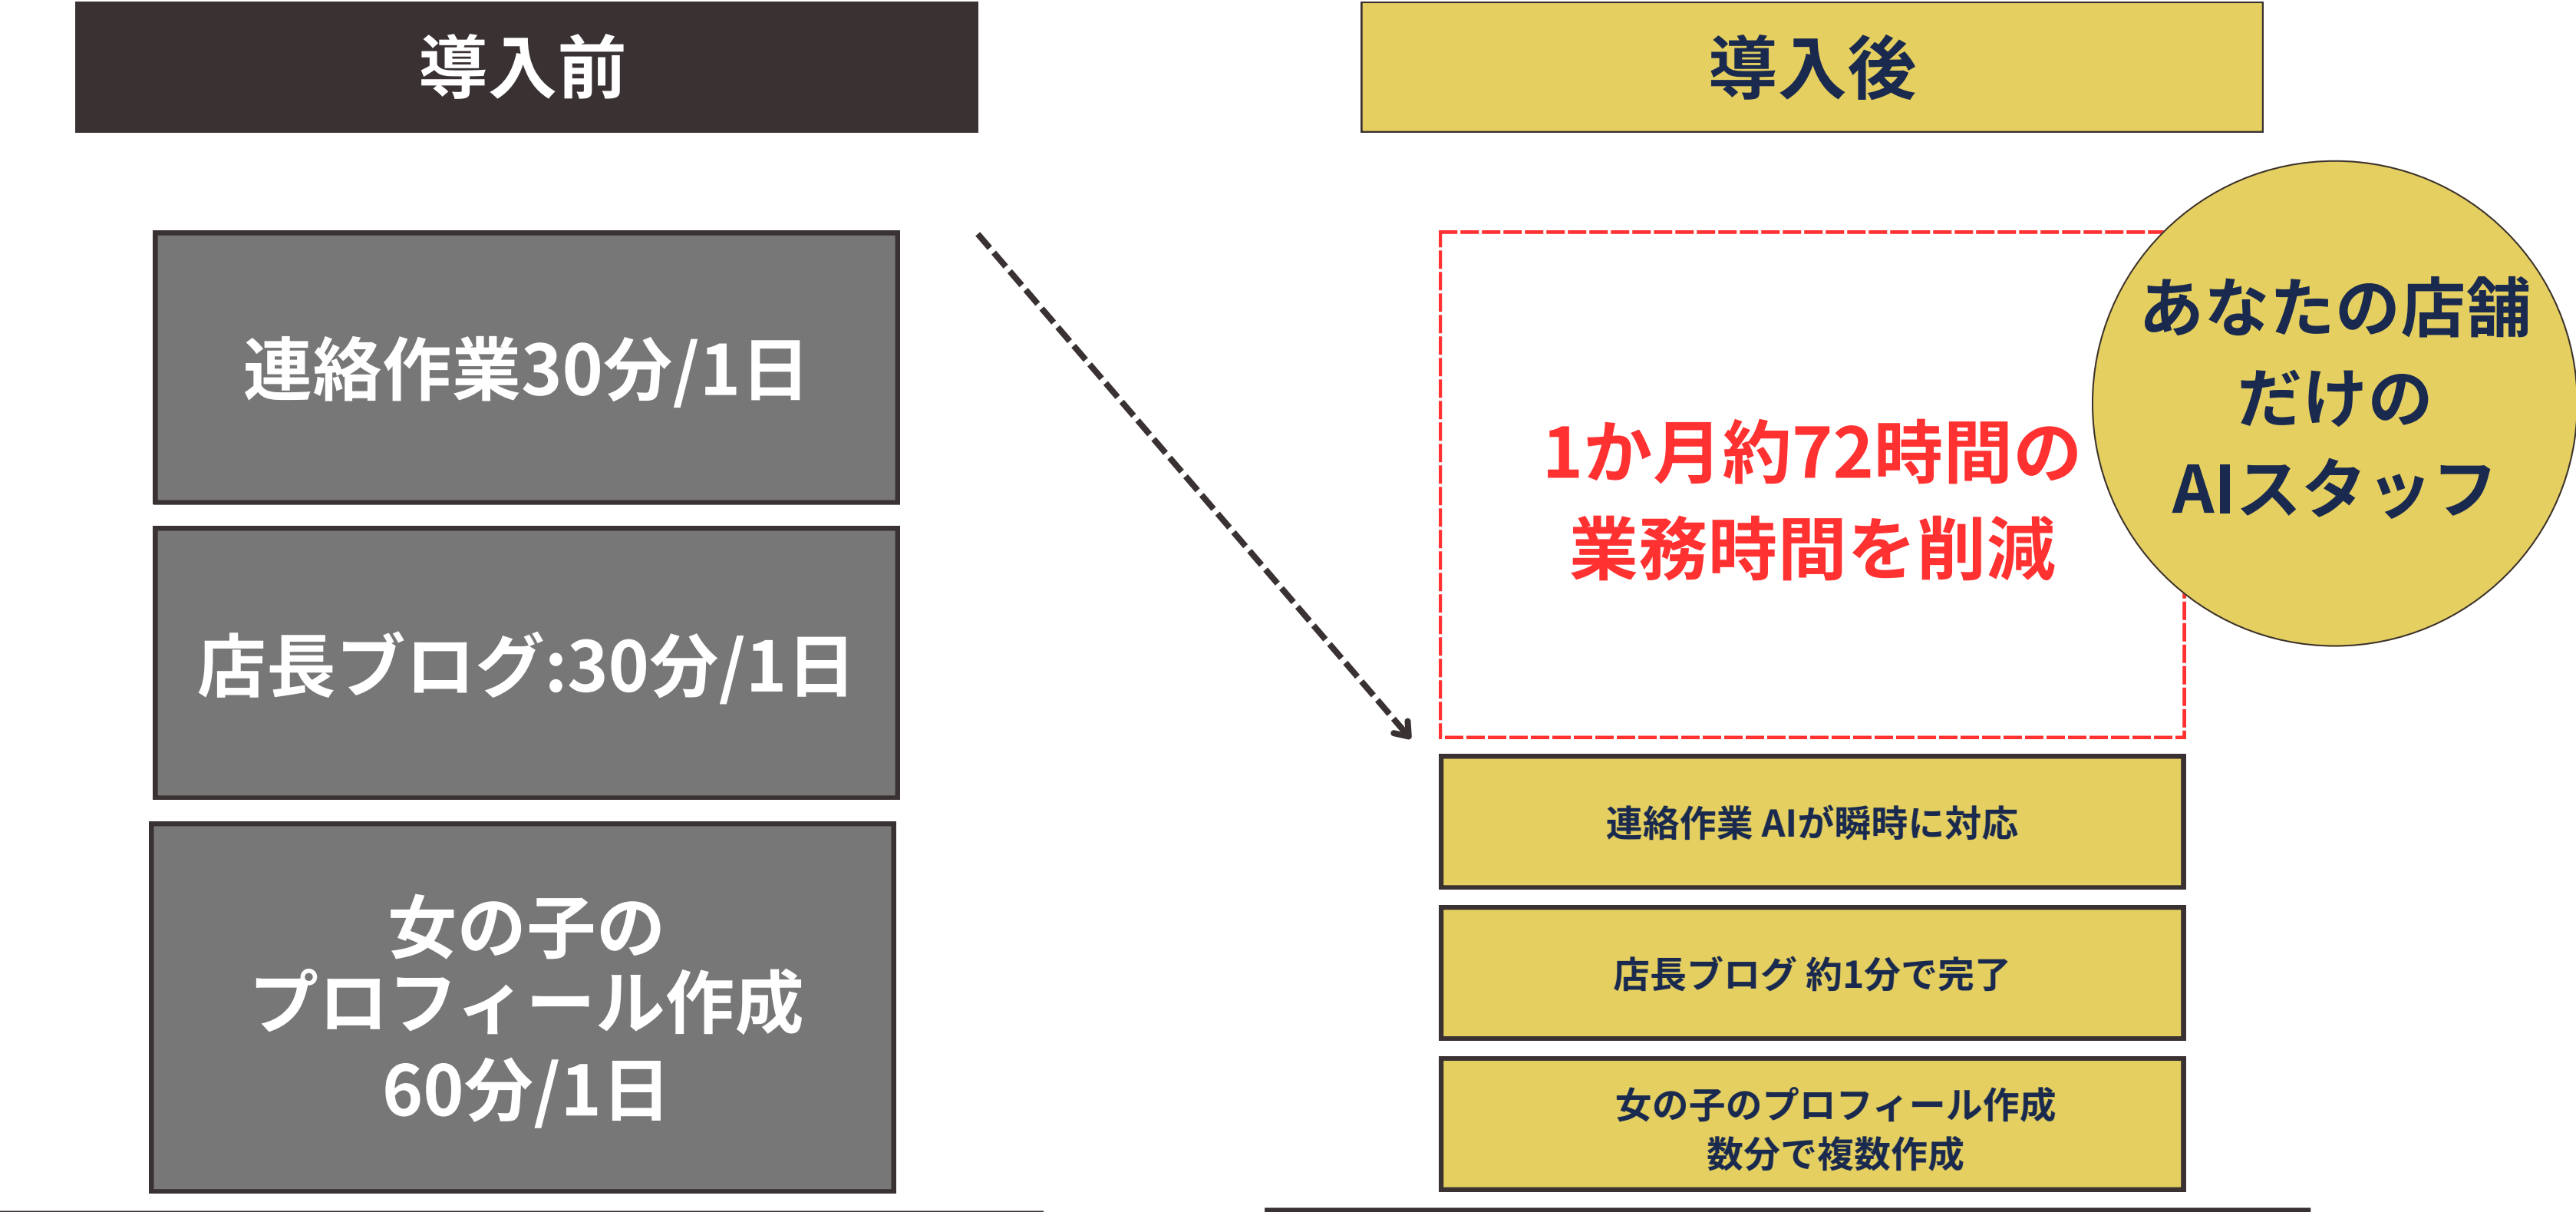 導入前
連絡作業30分/1日
店長ブログ:30分/1日
女の子の
プロフィール作成
60分/1日
導入後
あなたの店舗
だけの
AIスタッフ
1か月約72時間の
業務時間を削減
連絡作業 AIが瞬時に対応
店長ブログ 約1分で完了
女の子のプロフィール作成
数分で複数作成